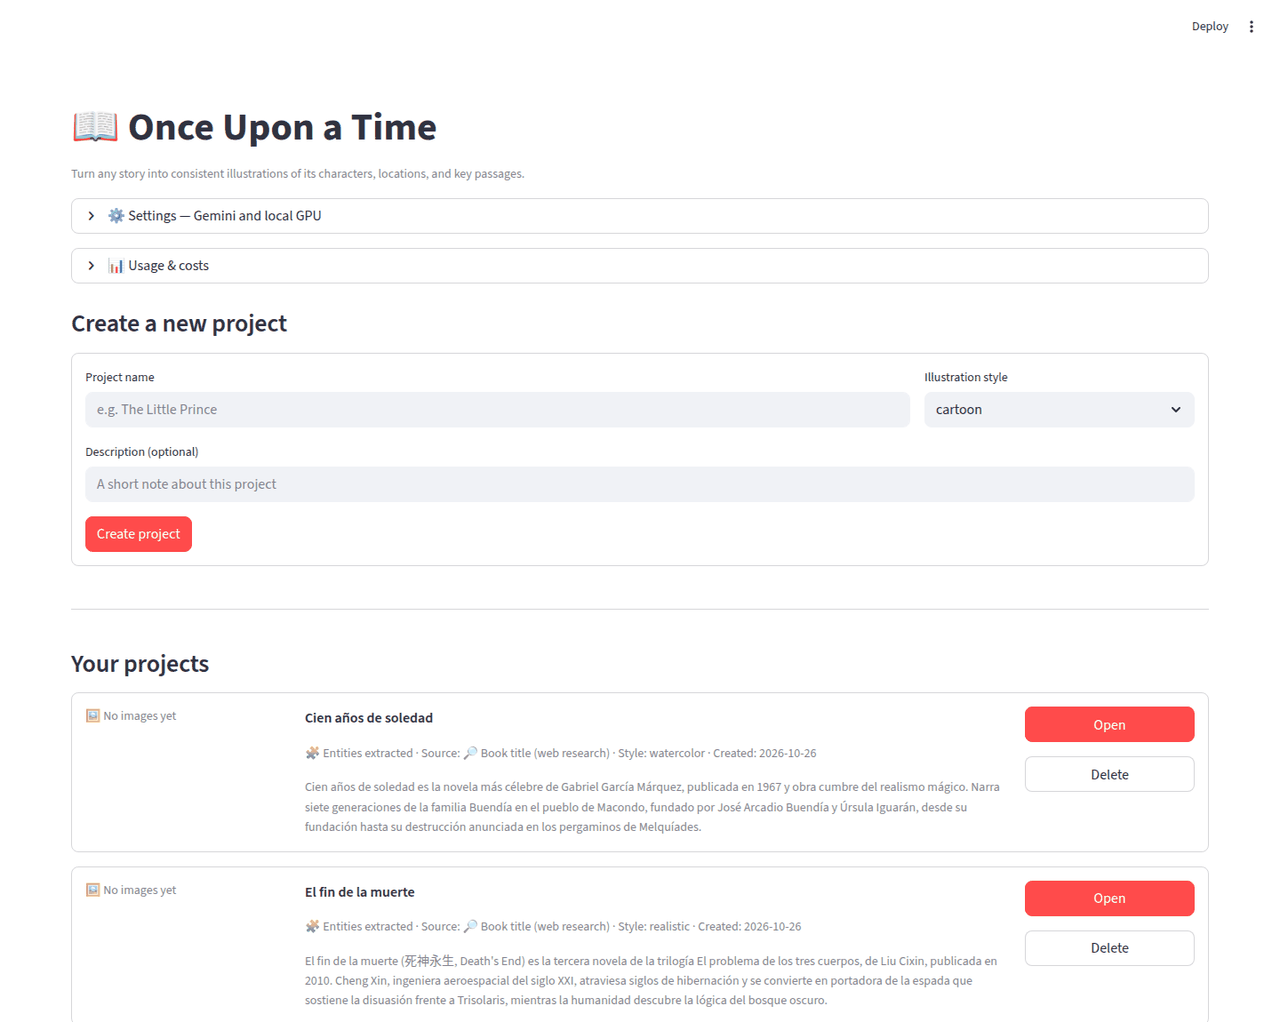 Deploy
Once Upon a Time
Turn any story into consistent illustrations of its characters, locations, and key passages.
Settings — Gemini and local GPU
Usage & costs
Create a new project
Project name
Illustration style
e.g. The Little Prince
cartoon
Description (optional)
A short note about this project
Create project
Your projects
No images yet
Cien años de soledad
Entities extracted · Source: 🔎 Book title (web research) · Style: watercolor · Created: 2026-10-26
Cien años de soledad es la novela más célebre de Gabriel García Márquez, publicada en 1967 y obra cumbre del realismo mágico. Narra
siete generaciones de la familia Buendía en el pueblo de Macondo, fundado por José Arcadio Buendía y Úrsula Iguarán, desde su
fundación hasta su destrucción anunciada en los pergaminos de Melquíades.
Open
Delete
No images yet
El fin de la muerte
Entities extracted · Source: 🔎 Book title (web research) · Style: realistic · Created: 2026-10-26
El fin de la muerte (死神永生, Death's End) es la tercera novela de la trilogía El problema de los tres cuerpos, de Liu Cixin, publicada en
2010. Cheng Xin, ingeniera aeroespacial del siglo XXI, atraviesa siglos de hibernación y se convierte en portadora de la espada que
sostiene la disuasión frente a Trisolaris, mientras la humanidad descubre la lógica del bosque oscuro.
Open
Delete